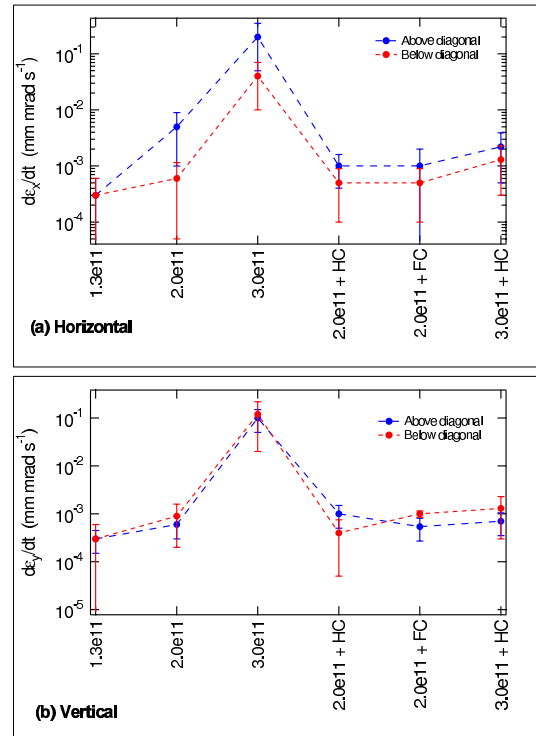 10⁻¹
10⁻²
10⁻³
10⁻⁴
dεx/dt (mm mrad s⁻¹)
Above diagonal
Below diagonal
1.3e11
2.0e11
3.0e11
2.0e11 + HC
2.0e11 + FC
3.0e11 + HC
(a) Horizontal
10⁻¹
10⁻²
10⁻³
10⁻⁴
10⁻⁵
dεy/dt (mm mrad s⁻¹)
Above diagonal
Below diagonal
1.3e11
2.0e11
3.0e11
2.0e11 + HC
2.0e11 + FC
3.0e11 + HC
(b) Vertical